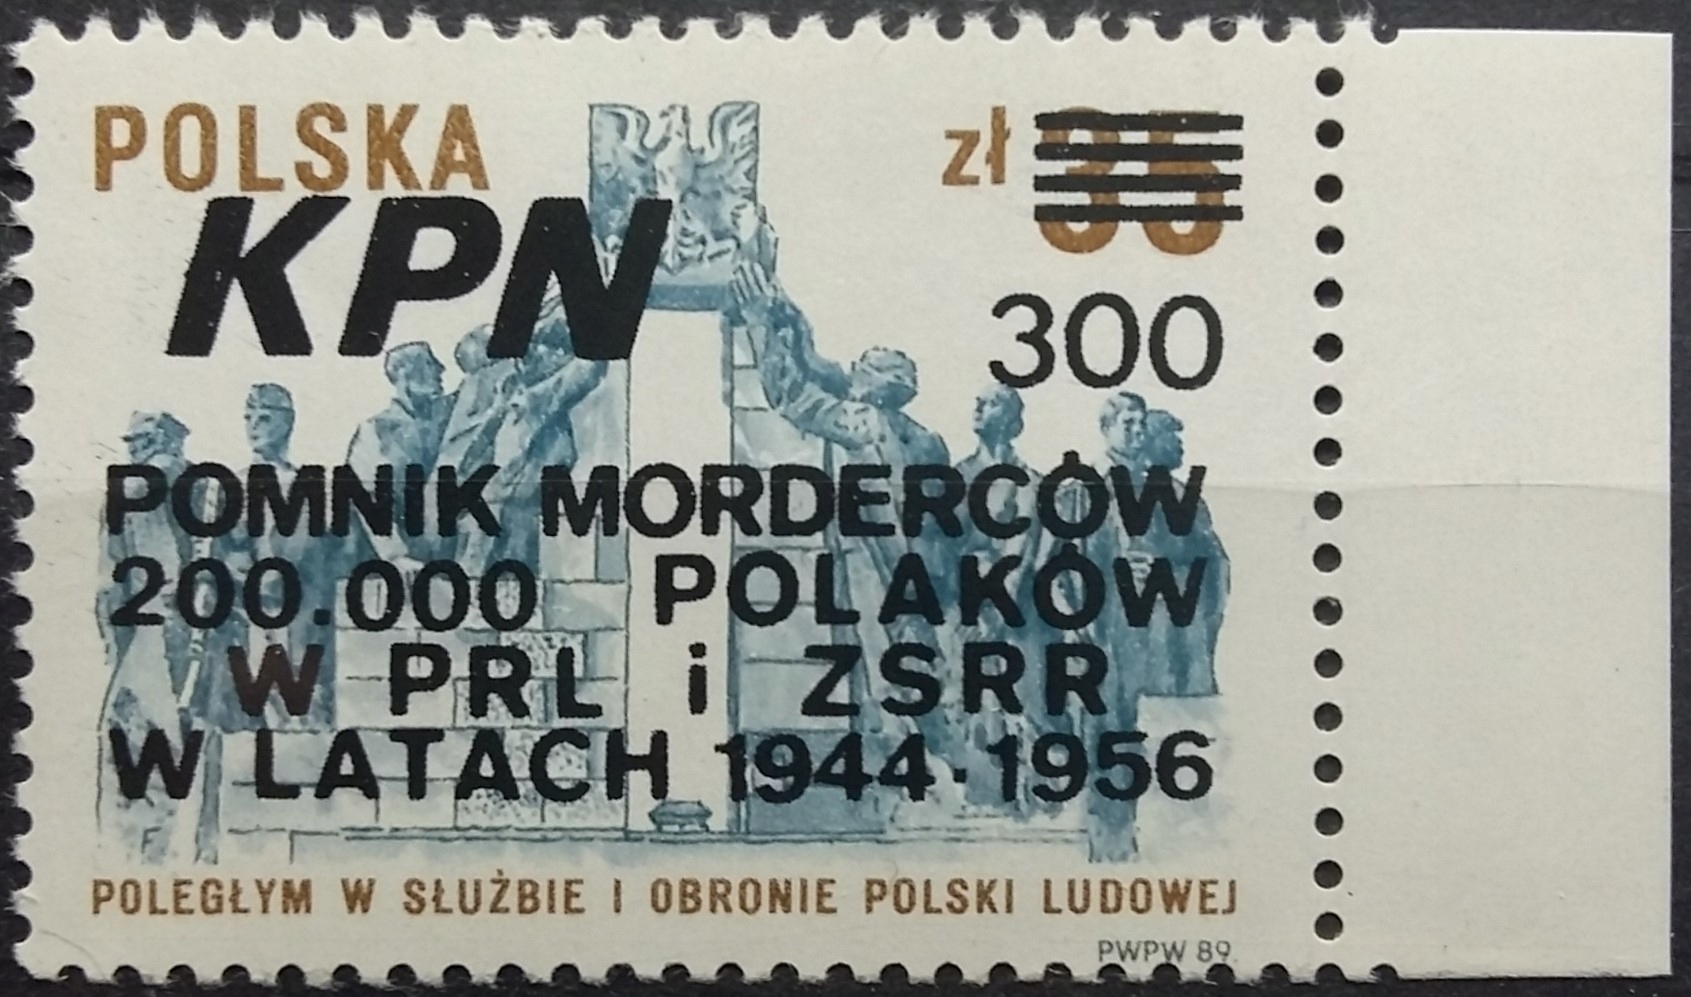 POLSKA zł 35
KPN
300
POMNIK MORDERCÓW
200.000 POLAKÓW
W PRL i ZSRR
W LATACH 1944-1956
POLEGŁYM W SŁUŻBIE I OBRONIE POLSKI LUDOWEJ
PWPW 89.